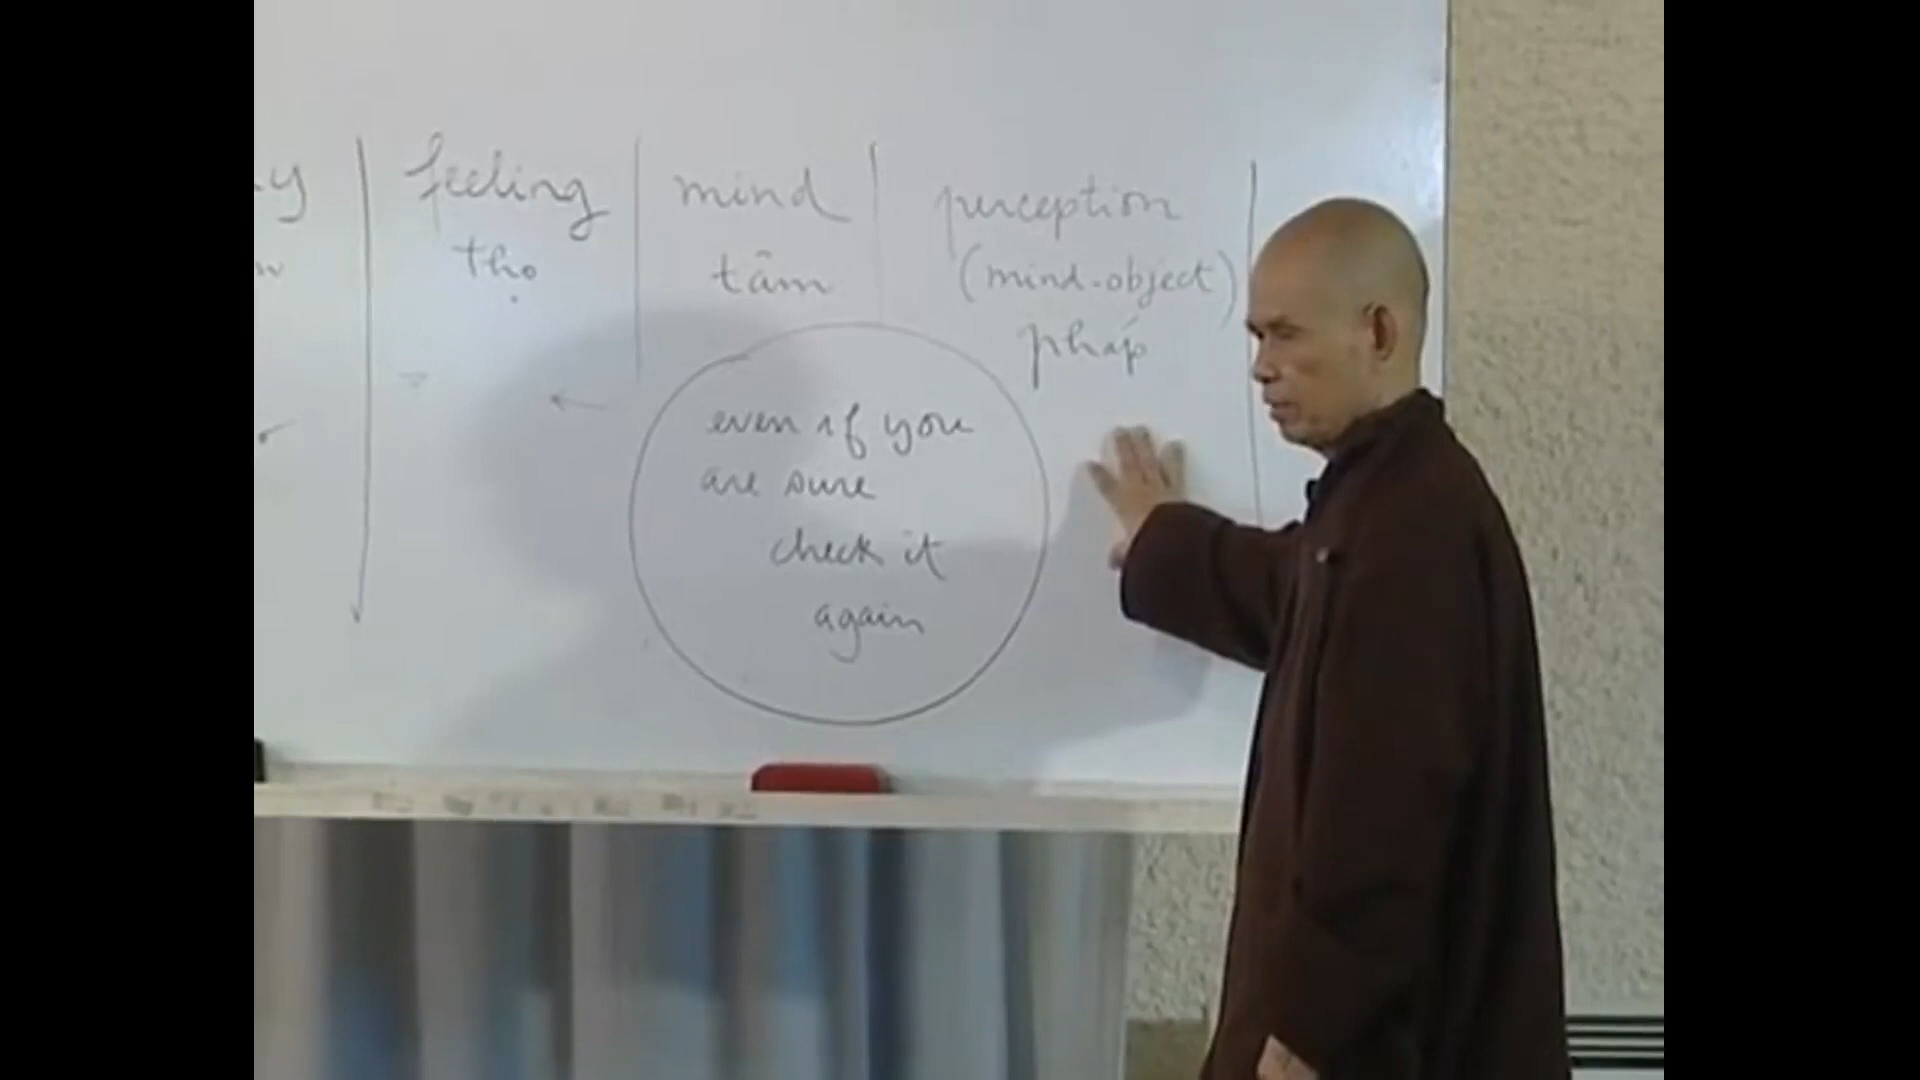 feeling
thọ
mind
tâm
perception
(mind-object)
pháp
even if you
are sure
check it
again